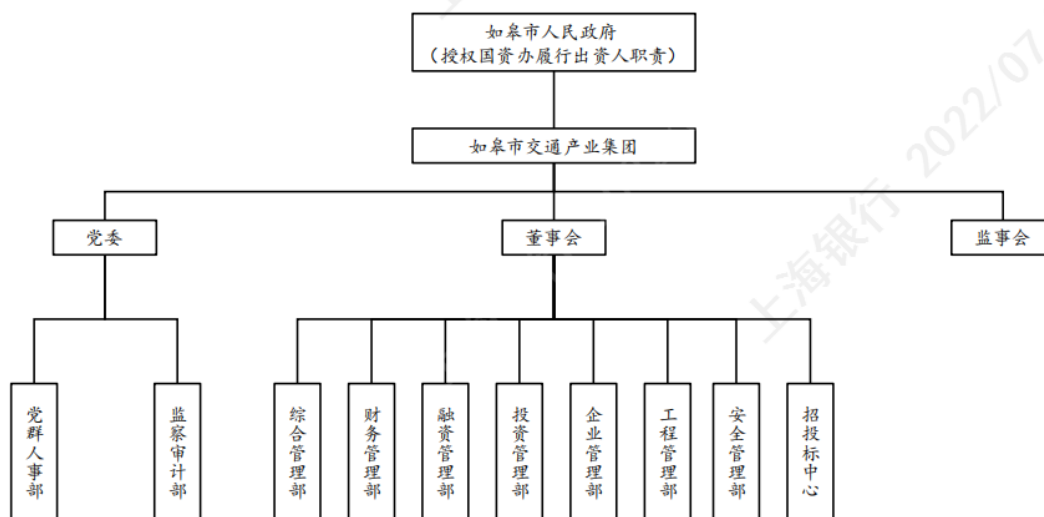 如皋市人民政府
（授权国资办履行出资人职责）
如皋市交通产业集团
党委
董事会
监事会
党群人事部
监察审计部
综合管理部
财务管理部
融资管理部
投资管理部
企业管理部
工程管理部
安全管理部
招投标中心
上海银行 2022/07